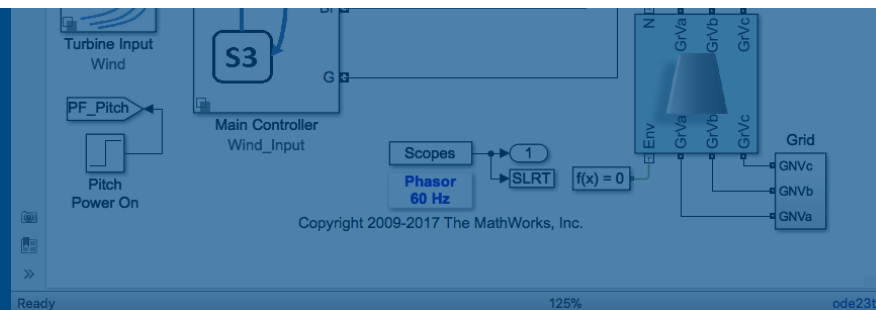 Turbine Input
Wind
S3
G
N
GrVa
GrVb
GrVc
PF_Pitch
Main Controller
Wind_Input
Pitch
Power On
Scopes
1
SLRT
Phasor
60 Hz
f(x) = 0
Env
GrVa
GrVb
GrVc
Grid
GNVc
GNVb
GNVa
Copyright 2009-2017 The MathWorks, Inc.
Ready
125%
ode23t